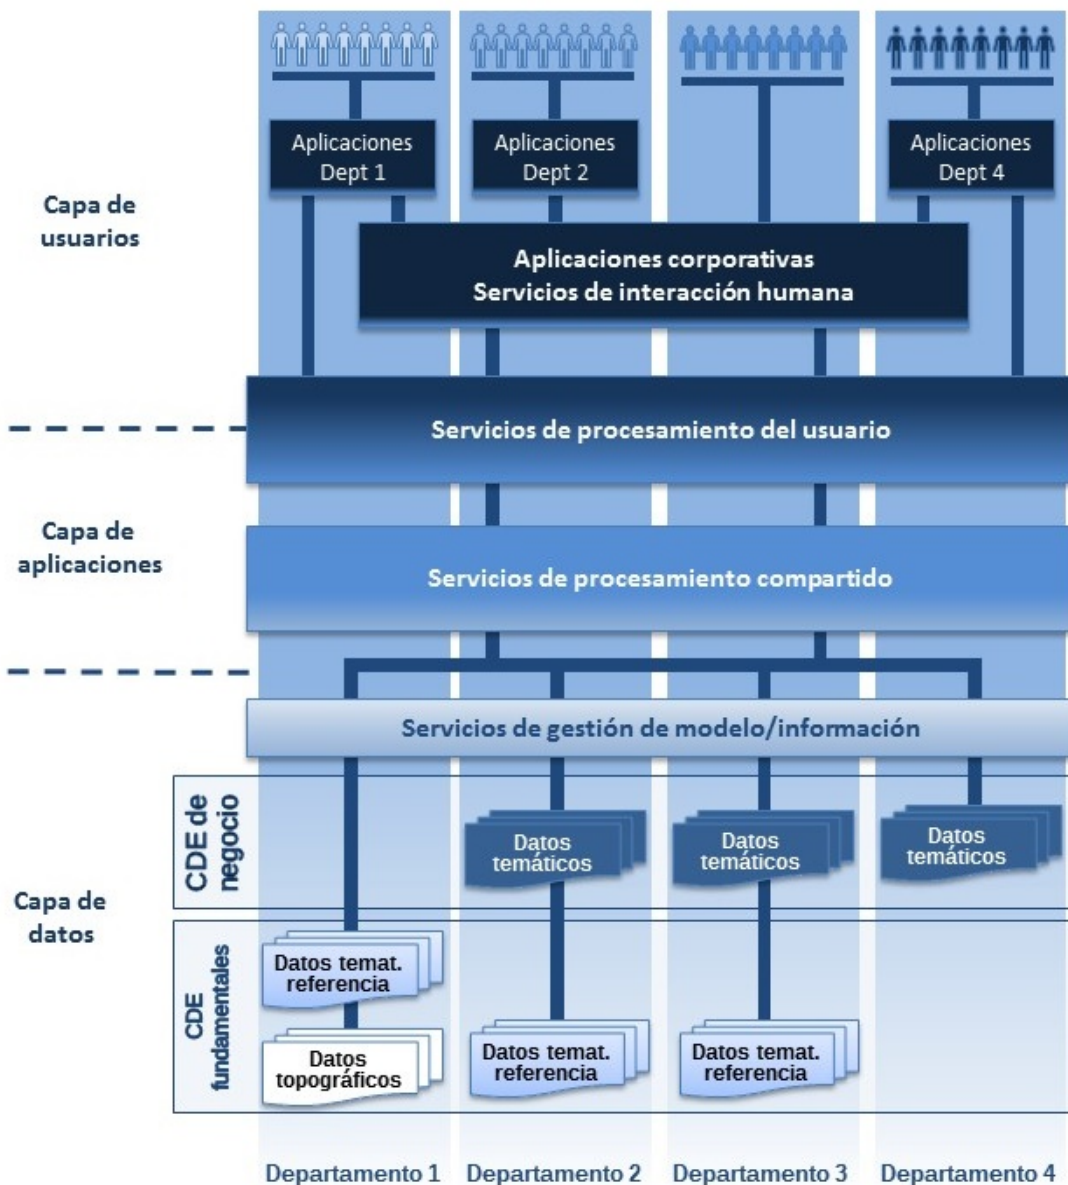 Aplicaciones
Dept 1
Aplicaciones
Dept 2
Aplicaciones
Dept 4
Capa de
usuarios
Aplicaciones corporativas
Servicios de interacción humana
Servicios de procesamiento del usuario
Capa de
aplicaciones
Servicios de procesamiento compartido
Servicios de gestión de modelo/información
Capa de
datos
CDE de
negocio
Datos
temáticos
Datos
temáticos
Datos
temáticos
CDE
fundamentales
Datos temat.
referencia
Datos
topográficos
Datos temat.
referencia
Datos temat.
referencia
Departamento 1
Departamento 2
Departamento 3
Departamento 4